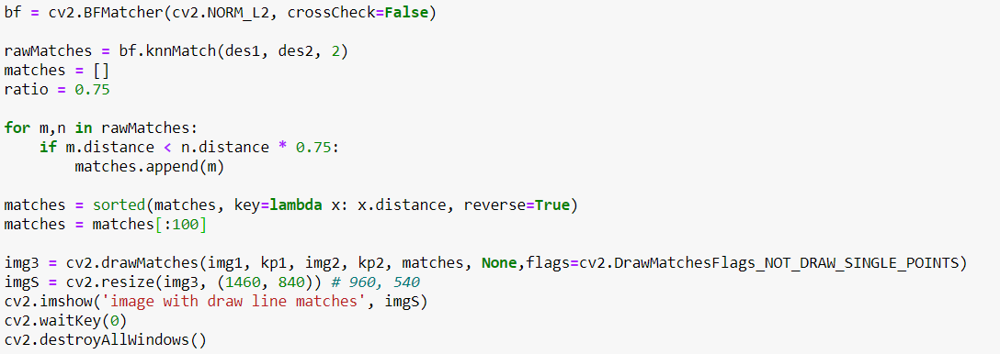 bf = cv2.BFMatcher(cv2.NORM_L2, crossCheck=False)
rawMatches = bf.knnMatch(des1, des2, 2)
matches = []
ratio = 0.75
for m,n in rawMatches:
    if m.distance < n.distance * 0.75:
        matches.append(m)
matches = sorted(matches, key=lambda x: x.distance, reverse=True)
matches = matches[:100]
img3 = cv2.drawMatches(img1, kp1, img2, kp2, matches, None,flags=cv2.DrawMatchesFlags_NOT_DRAW_SINGLE_POINTS)
imgS = cv2.resize(img3, (1460, 840)) # 960, 540
cv2.imshow('image with draw line matches', imgS)
cv2.waitKey(0)
cv2.destroyAllWindows()